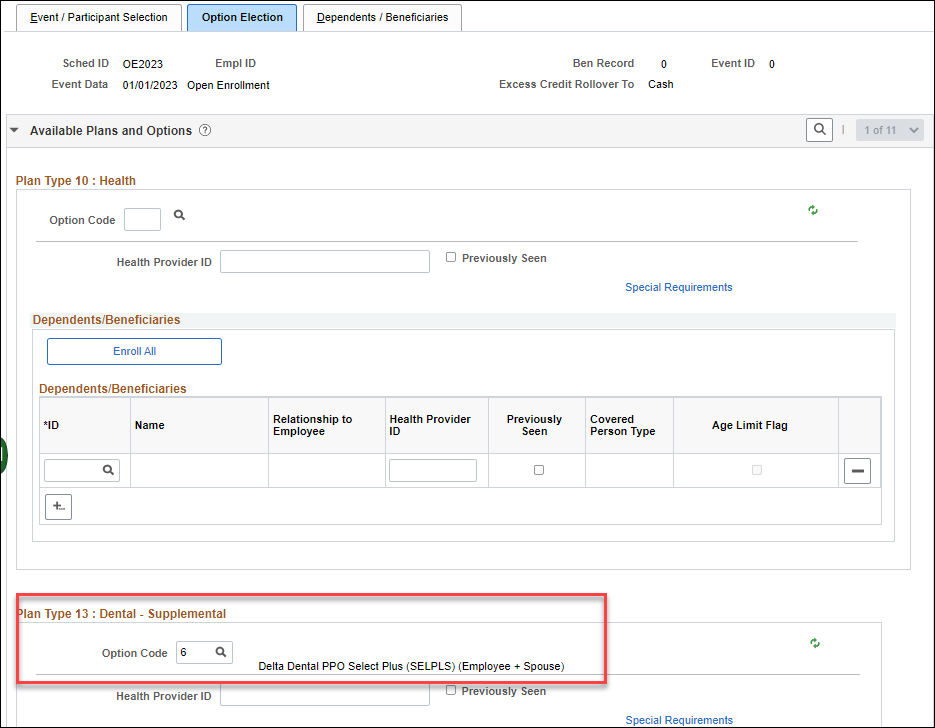 Event / Participant Selection
Option Election
Dependents / Beneficiaries
Sched ID OE2023 Empl ID Ben Record 0 Event ID 0
Event Data 01/01/2023 Open Enrollment Excess Credit Rollover To Cash
Available Plans and Options ? 1 of 11
Plan Type 10 : Health
Option Code
Health Provider ID Previously Seen
Special Requirements
Dependents/Beneficiaries
Enroll All
Dependents/Beneficiaries
*ID Name Relationship to Employee Health Provider ID Previously Seen Covered Person Type Age Limit Flag
Plan Type 13 : Dental - Supplemental
Option Code 6
Delta Dental PPO Select Plus (SELPLS) (Employee + Spouse)
Health Provider ID Previously Seen
Special Requirements